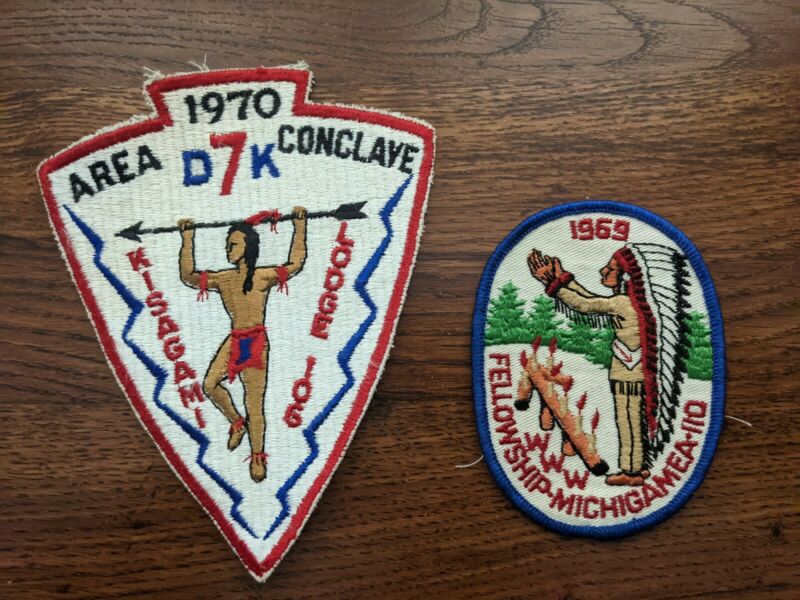 1970
AREA D7K CONCLAVE
KISAGAMI
LODGE 106
1969
WWW
FELLOWSHIP-MICHIGAMEA-110